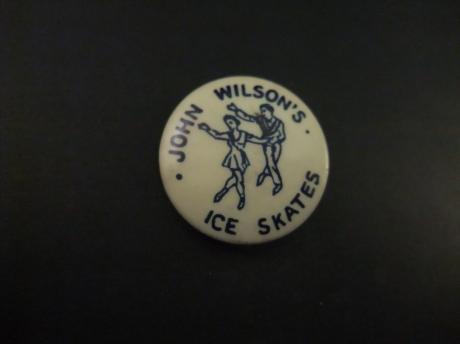 JOHN WILSON'S
ICE SKATES